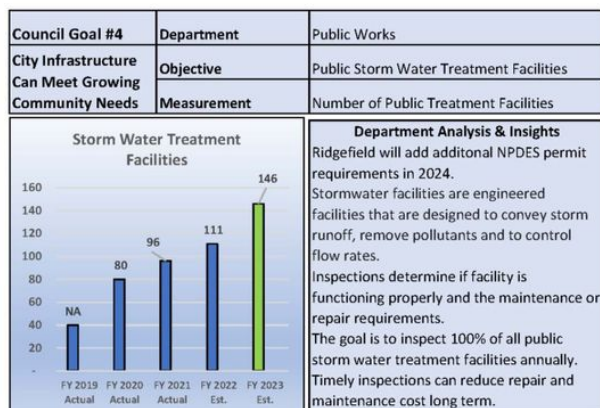 Council Goal #4
Department
Public Works
City Infrastructure
Can Meet Growing
Community Needs
Objective
Public Storm Water Treatment Facilities
Measurement
Number of Public Treatment Facilities
Storm Water Treatment
Facilities
160
140
120
100
80
60
40
20
-
NA
80
96
111
146
FY 2019
Actual
FY 2020
Actual
FY 2021
Actual
FY 2022
Est.
FY 2023
Est.
Department Analysis & Insights
Ridgefield will add additonal NPDES permit
requirements in 2024.
Stormwater facilities are engineered
facilities that are designed to convey storm
runoff, remove pollutants and to control
flow rates.
Inspections determine if facility is
functioning properly and the maintenance or
repair requirements.
The goal is to inspect 100% of all public
storm water treatment facilities annually.
Timely inspections can reduce repair and
maintenance cost long term.